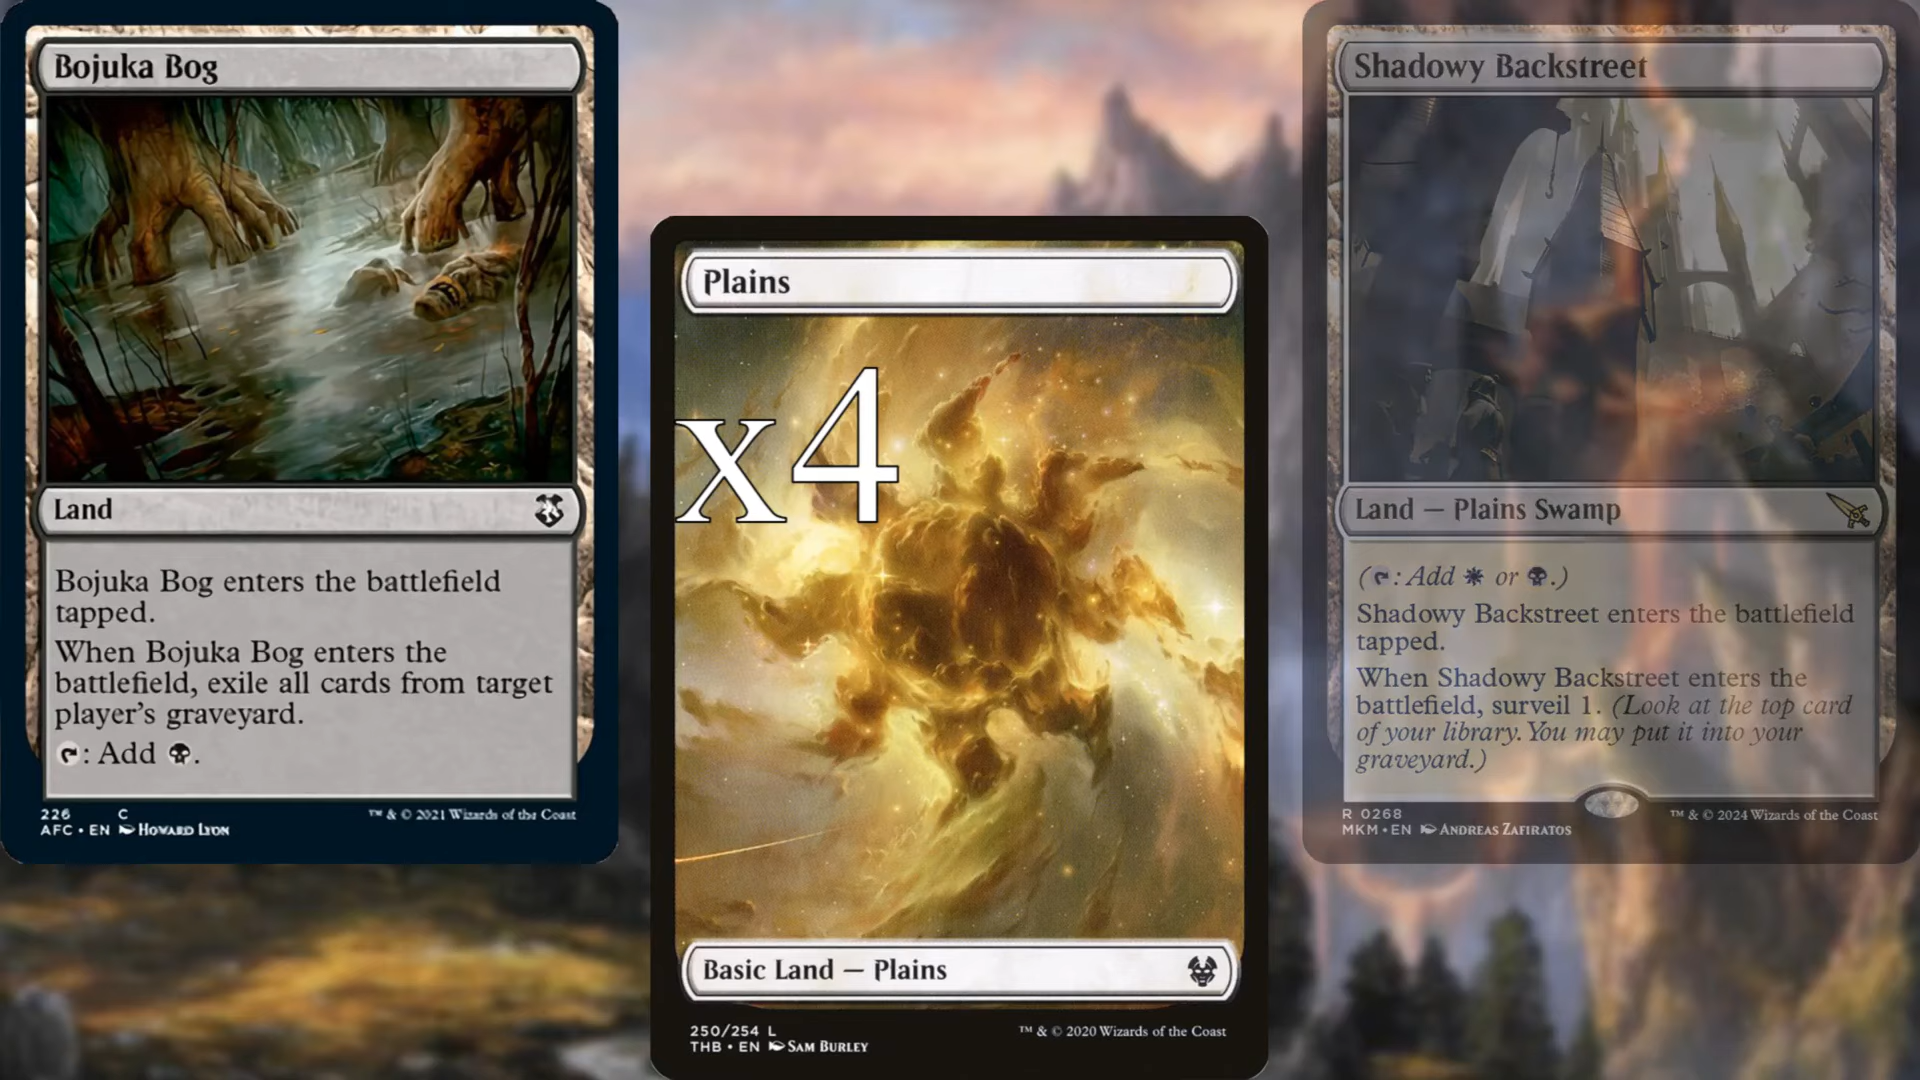 Bojuka Bog
Land
Bojuka Bog enters the battlefield
tapped.
When Bojuka Bog enters the
battlefield, exile all cards from target
player's graveyard.
: Add .
226 C
AFC • EN Howard Lyon
™ & © 2021 Wizards of the Coast
Plains
x4
Basic Land — Plains
250/254 L
THB • EN Sam Burley
™ & © 2020 Wizards of the Coast
Shadowy Backstreet
Land — Plains Swamp
(: Add or .)
Shadowy Backstreet enters the battlefield
tapped.
When Shadowy Backstreet enters the
battlefield, surveil 1. (Look at the top card
of your library. You may put it into your
graveyard.)
R 0268
MKM • EN Andreas Zafiratos
™ & © 2024 Wizards of the Coast